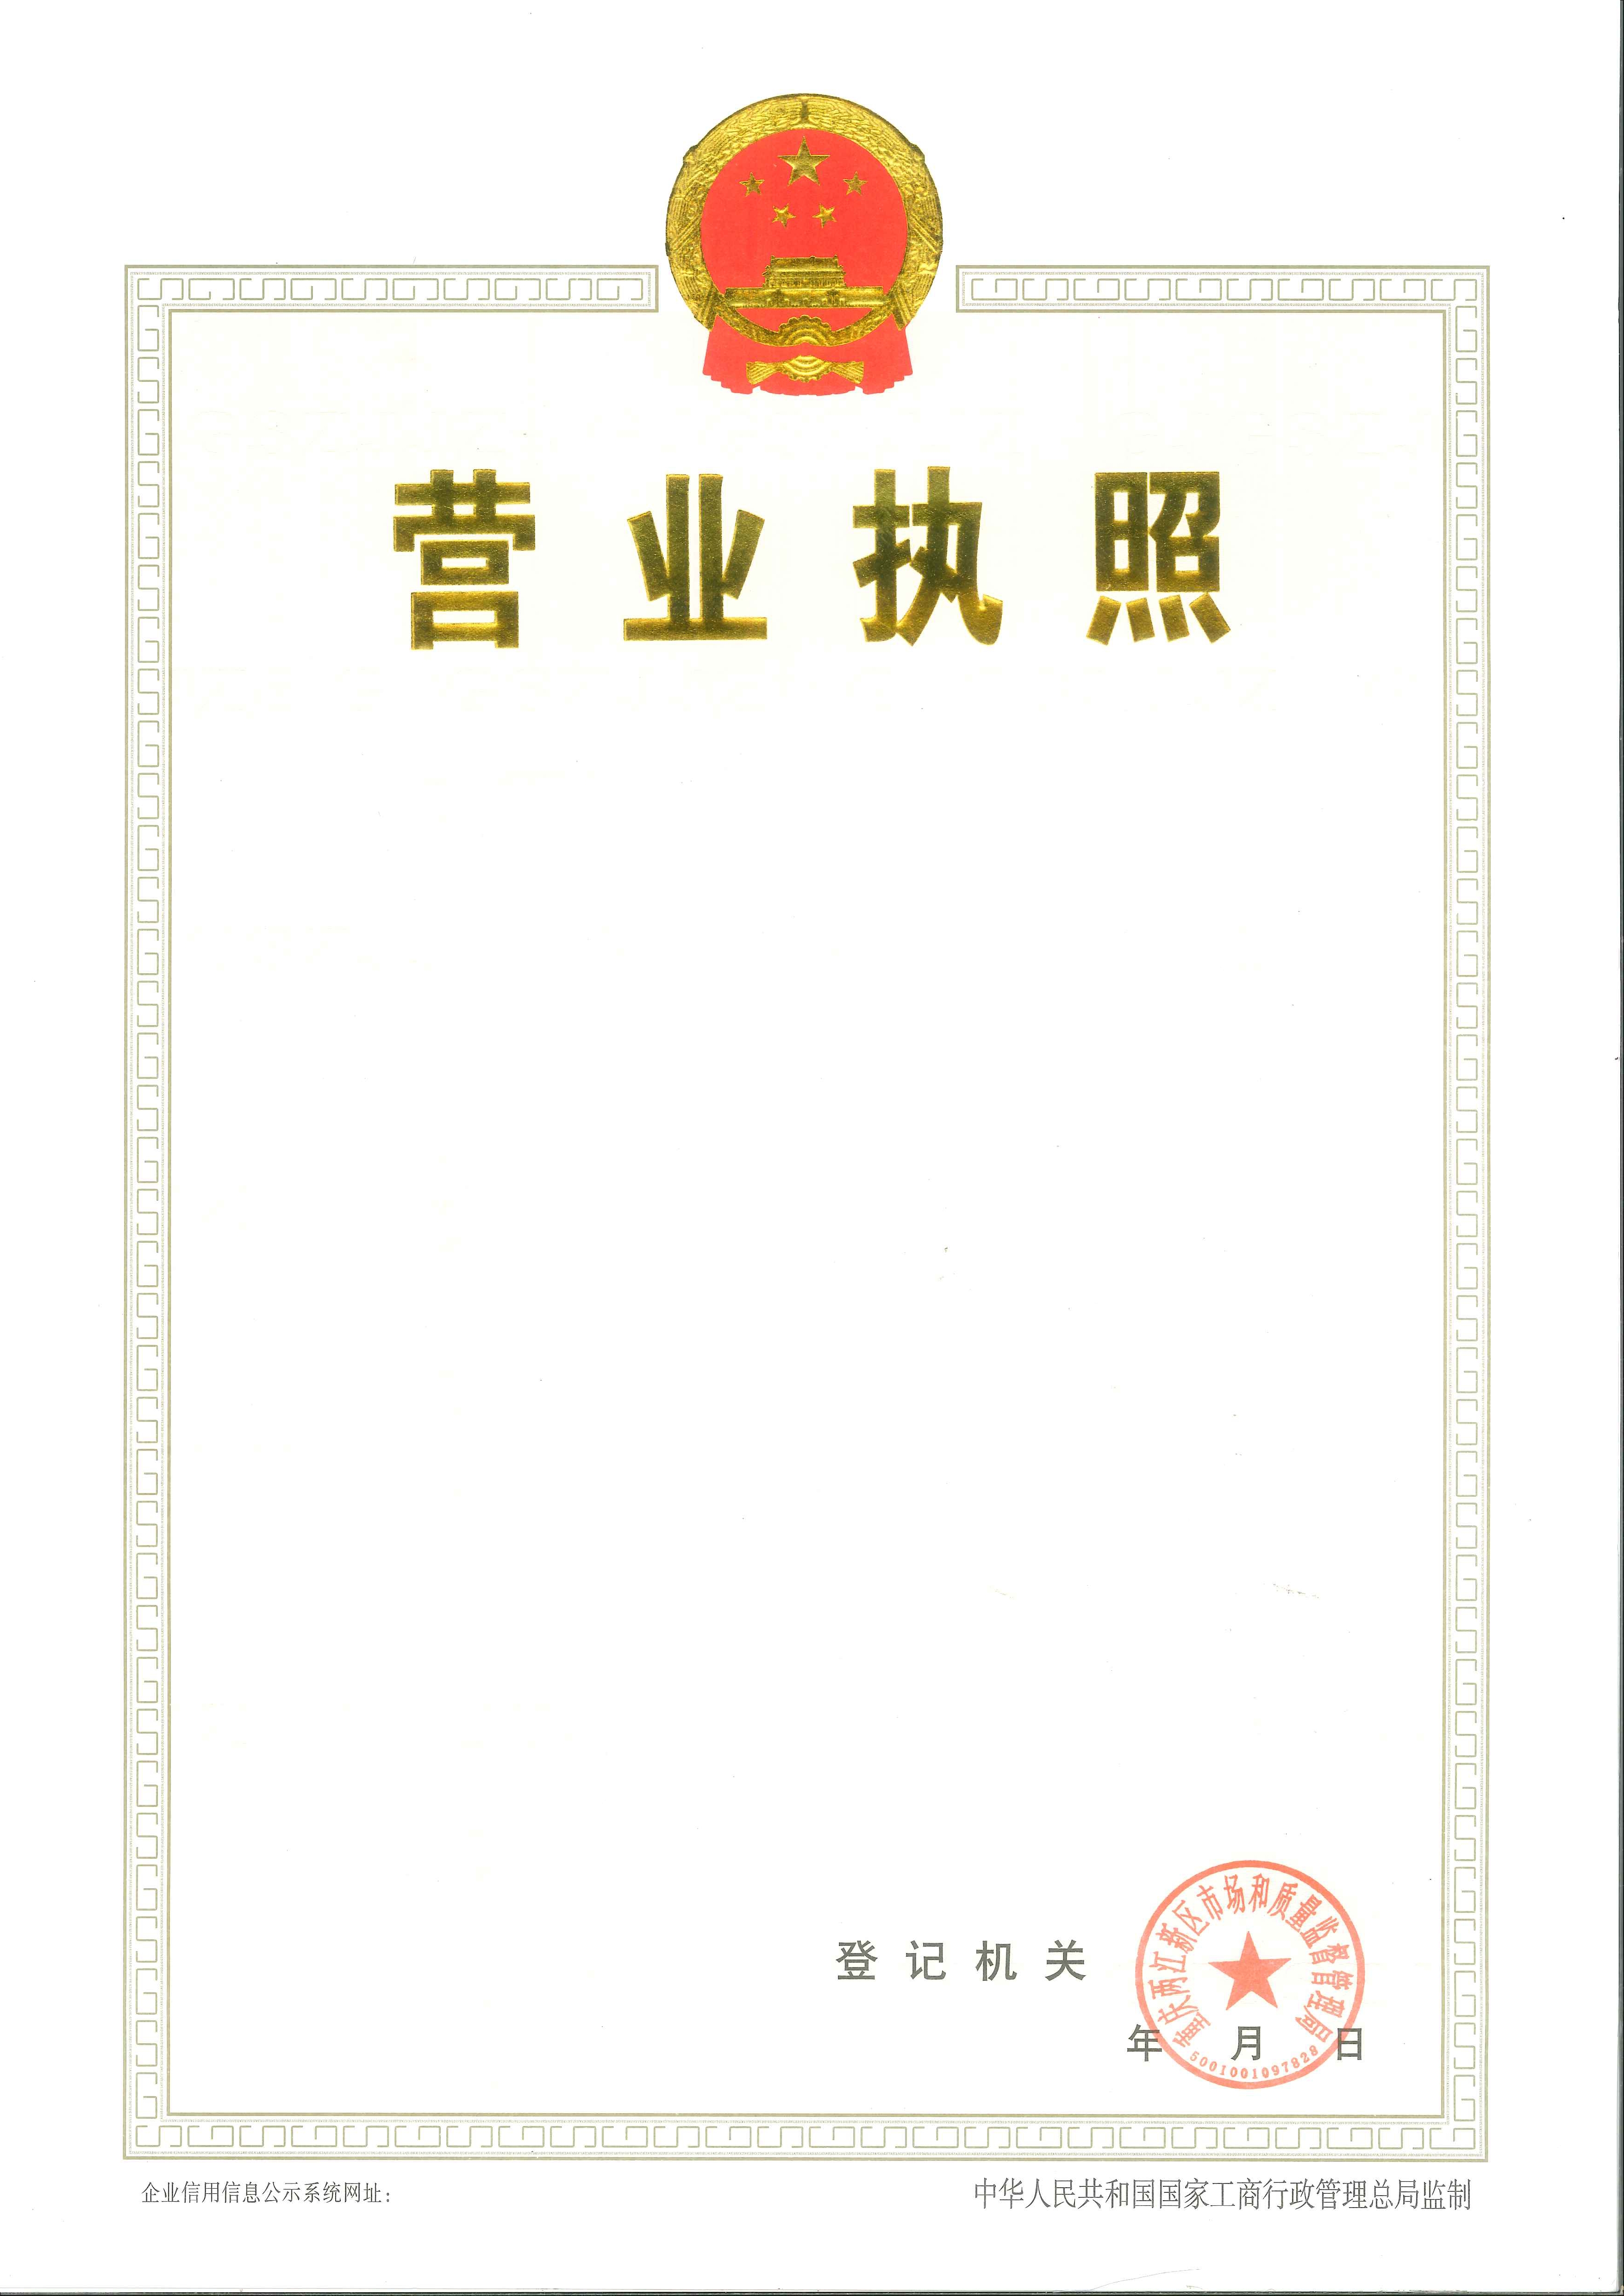 营业执照
登记机关
重庆两江新区市场和质量监督管理局
年 月 日
5001001097828
企业信用信息公示系统网址：
中华人民共和国国家工商行政管理总局监制